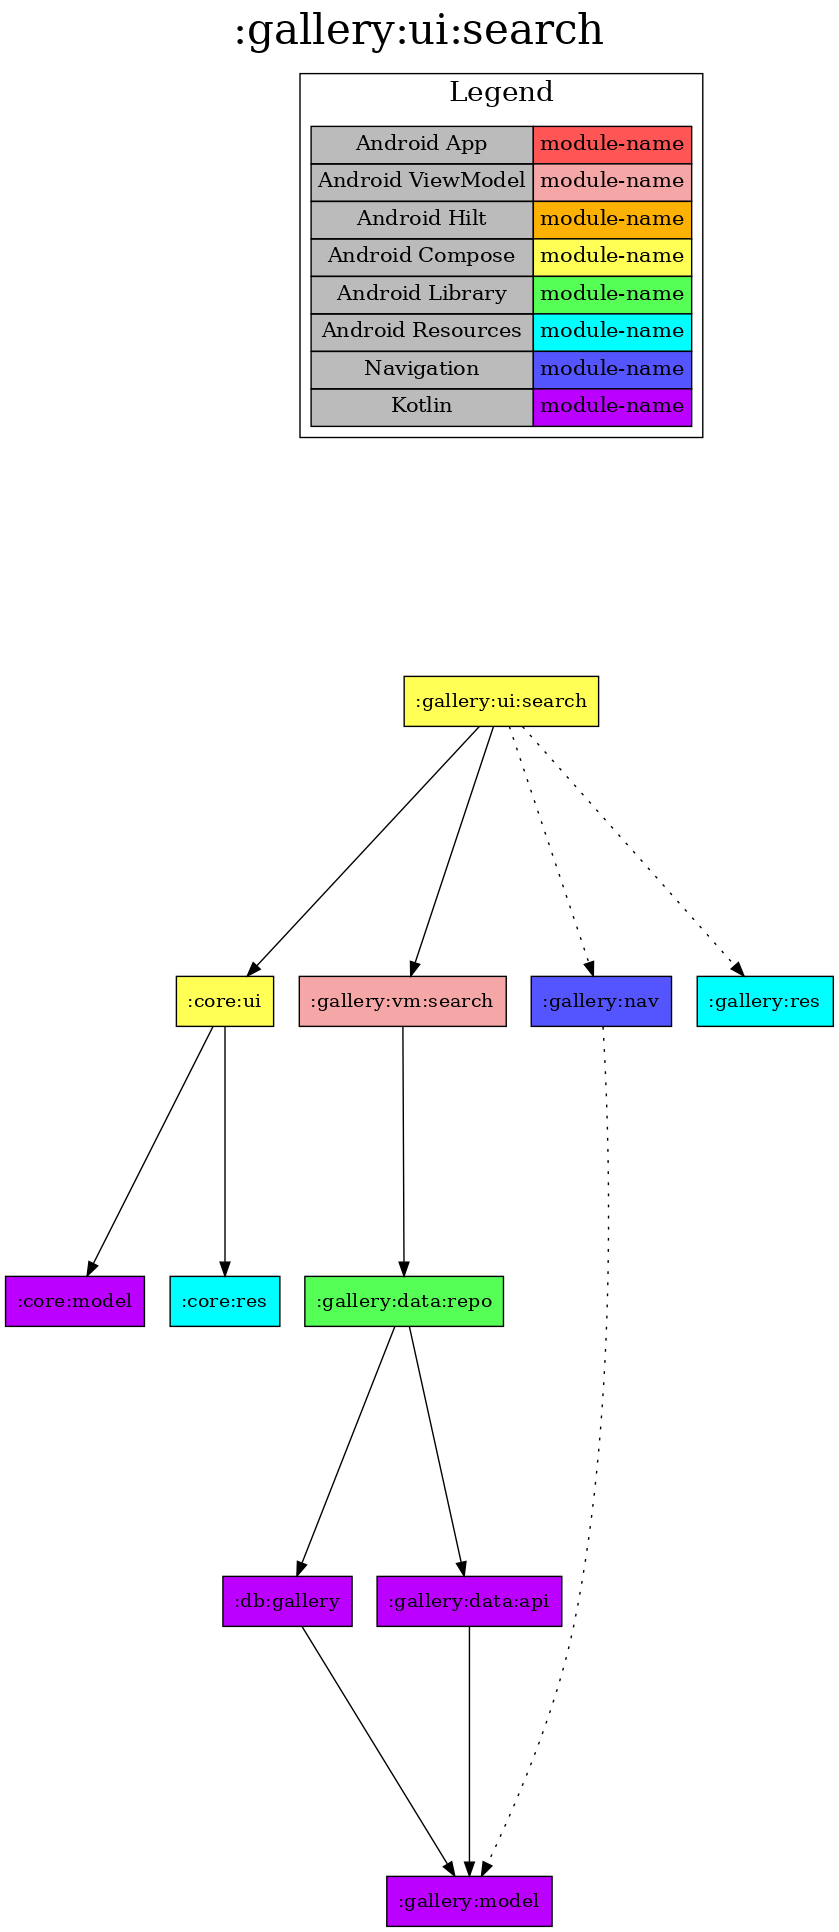 :gallery:ui:search
Legend
Android App module-name
Android ViewModel module-name
Android Hilt module-name
Android Compose module-name
Android Library module-name
Android Resources module-name
Navigation module-name
Kotlin module-name
:gallery:ui:search
:core:ui :gallery:vm:search :gallery:nav :gallery:res
:core:model :core:res :gallery:data:repo
:db:gallery :gallery:data:api
:gallery:model